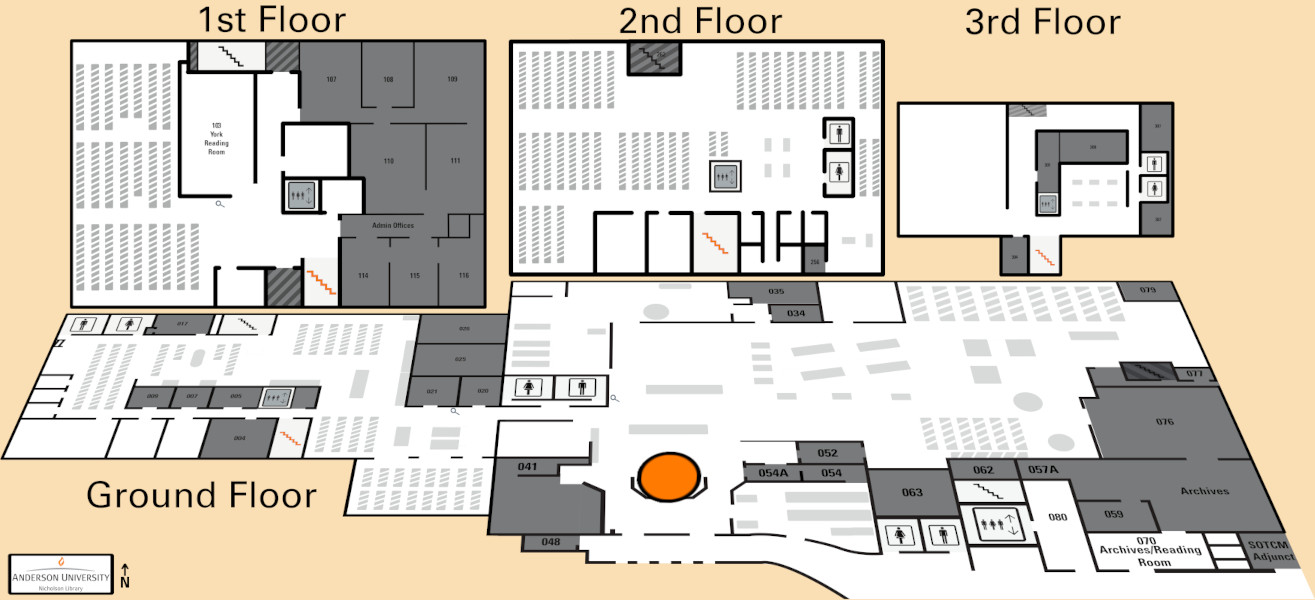 1st Floor
2nd Floor
3rd Floor
107
108
109
103
York
Reading
Room
110
111
Admin Offices
114
115
116
Ground Floor
017
025
021
020
007
005
004
035
034
079
077
076
041
048
052
054A
054
063
062
057A
059
080
Archives
070
Archives/Reading
Room
SOTCM
Adjunct
ANDERSON UNIVERSITY
Nicholson Library
N